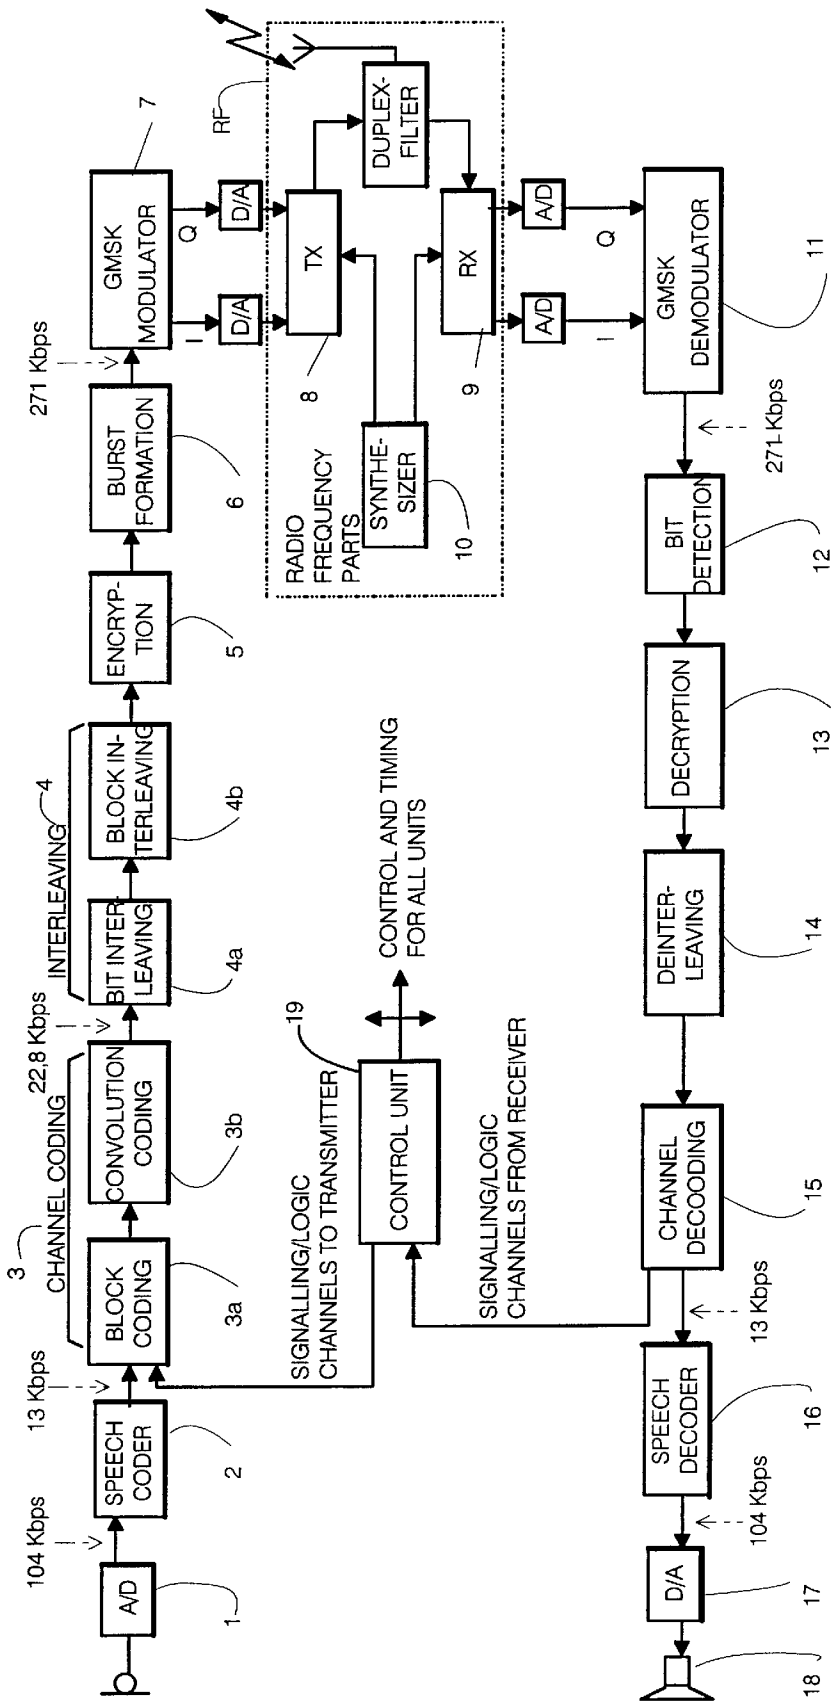 104 Kbps
13 Kbps
3
CHANNEL CODING
22,8 Kbps
INTERLEAVING
4
271 Kbps
A/D
SPEECH
CODER
BLOCK
CODING
CONVOLUTION
CODING
BIT INTER-
LEAVING
BLOCK IN-
TERLEAVING
ENCRYP-
TION
BURST
FORMATION
GMSK
MODULATOR
1
2
3a
3b
4a
4b
5
6
7
I
Q
D/A
D/A
RF
RADIO
FREQUENCY
PARTS
TX
8
DUPLEX-
FILTER
SYNTHE-
SIZER
10
RX
9
A/D
A/D
I
Q
SIGNALLING/LOGIC
CHANNELS TO TRANSMITTER
19
CONTROL UNIT
CONTROL AND TIMING
FOR ALL UNITS
SIGNALLING/LOGIC
CHANNELS FROM RECEIVER
D/A
SPEECH
DECODER
CHANNEL
DECOODING
DEINTER-
LEAVING
DECRYPTION
BIT
DETECTION
GMSK
DEMODULATOR
104 Kbps
13 Kbps
271 Kbps
18
17
16
15
14
13
12
11